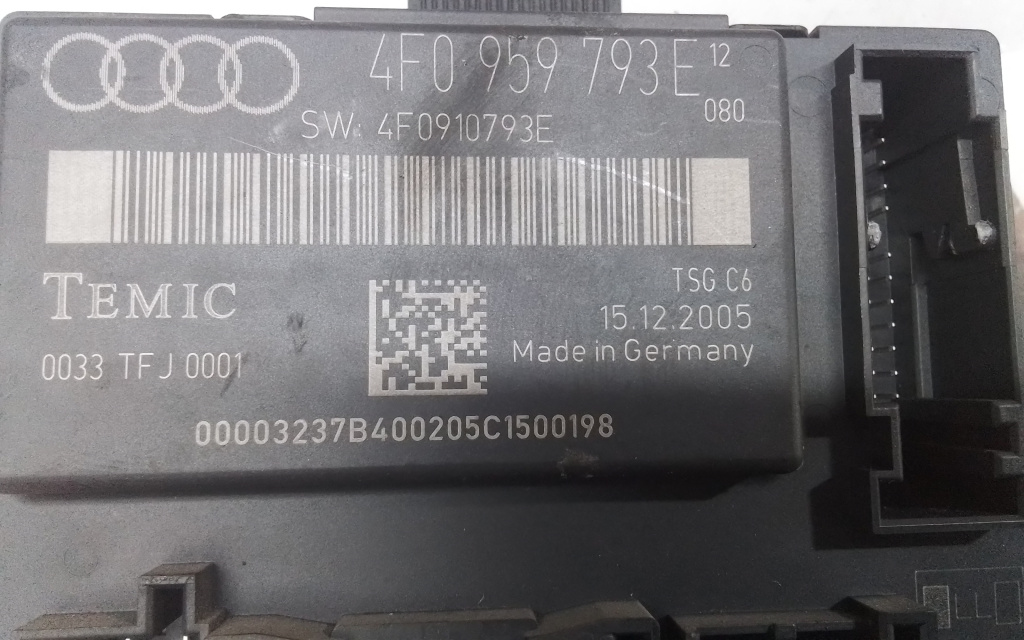 4F0 959 793E 12
080
SW: 4F0910793E
TEMIC
TSG C6
15.12.2005
Made in Germany
0033 TFJ 0001
00003237B400205C1500198